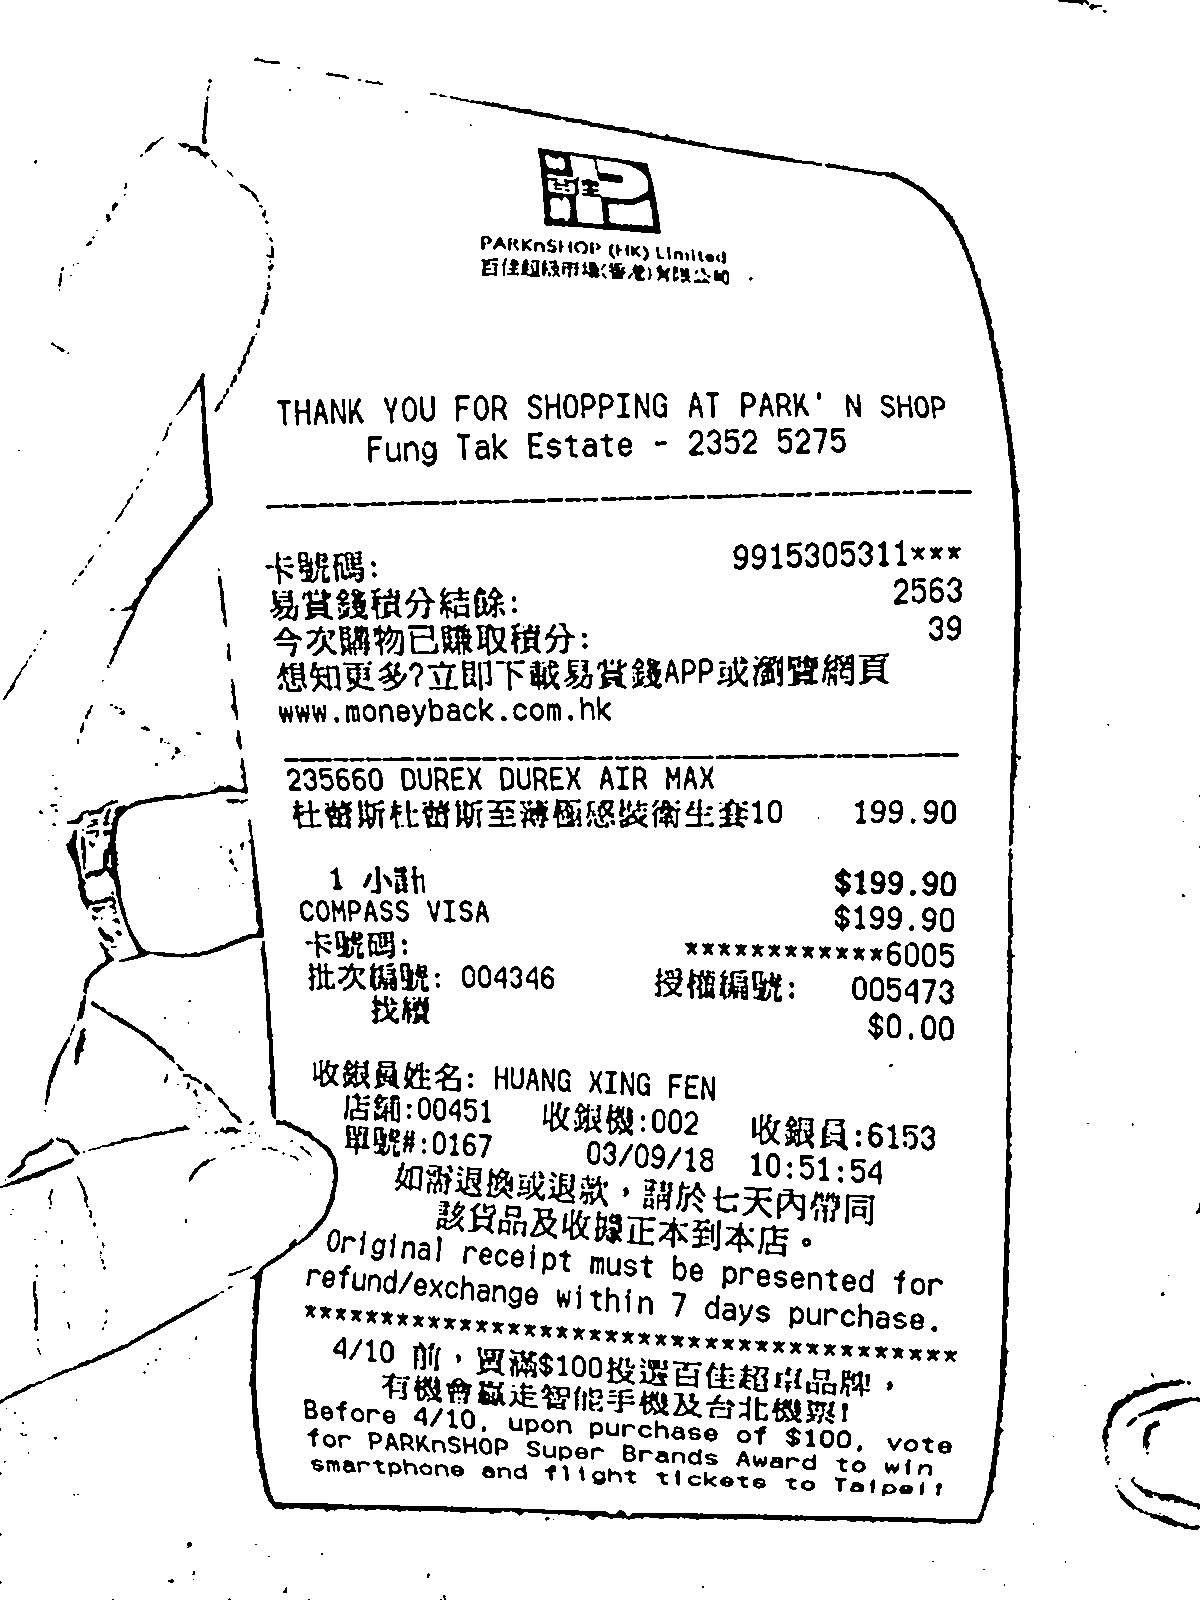 百佳
PARKnSHOP (HK) Limited
百佳超級市場(香港)有限公司
THANK YOU FOR SHOPPING AT PARK' N SHOP
Fung Tak Estate - 2352 5275
卡號碼: 9915305311***
易賞錢積分結餘: 2563
今次購物已賺取積分: 39
想知更多?立即下載易賞錢APP或瀏覽網頁
www.moneyback.com.hk
235660 DUREX DUREX AIR MAX
杜蕾斯杜蕾斯至薄極感裝衛生套10 199.90
1 小計 $199.90
COMPASS VISA $199.90
卡號碼: ************6005
批次編號: 004346 授權編號: 005473
找續 $0.00
收銀員姓名: HUANG XING FEN
店鋪:00451 收銀機:002 收銀員:6153
單號#:0167 03/09/18 10:51:54
如需退換或退款，請於七天內帶同
該貨品及收據正本到本店。
Original receipt must be presented for
refund/exchange within 7 days purchase.
**************************************
4/10 前，買滿$100投選百佳超卓品牌，
有機會贏走智能手機及台北機票!
Before 4/10, upon purchase of $100, vote
for PARKnSHOP Super Brands Award to win
smartphone and flight tickets to Taipei!